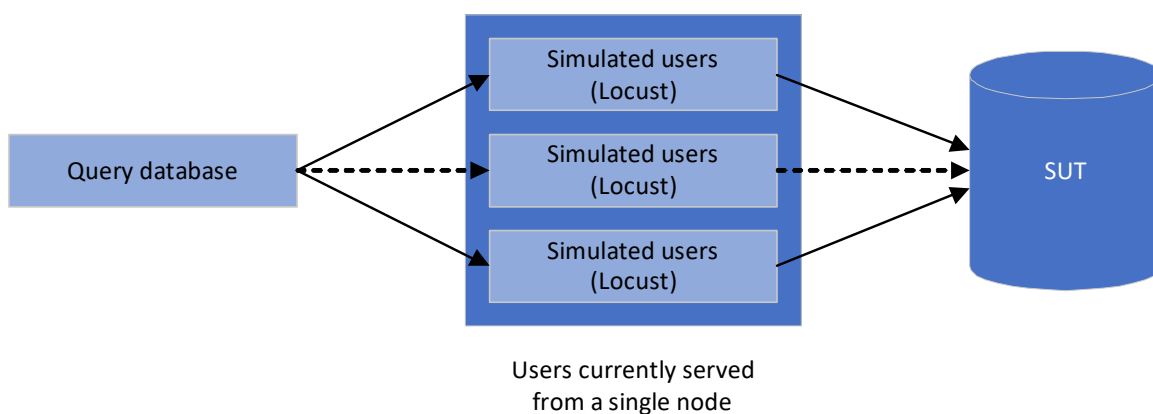 Simulated users
(Locust)
Query database
Simulated users
(Locust)
SUT
Simulated users
(Locust)
Users currently served
from a single node